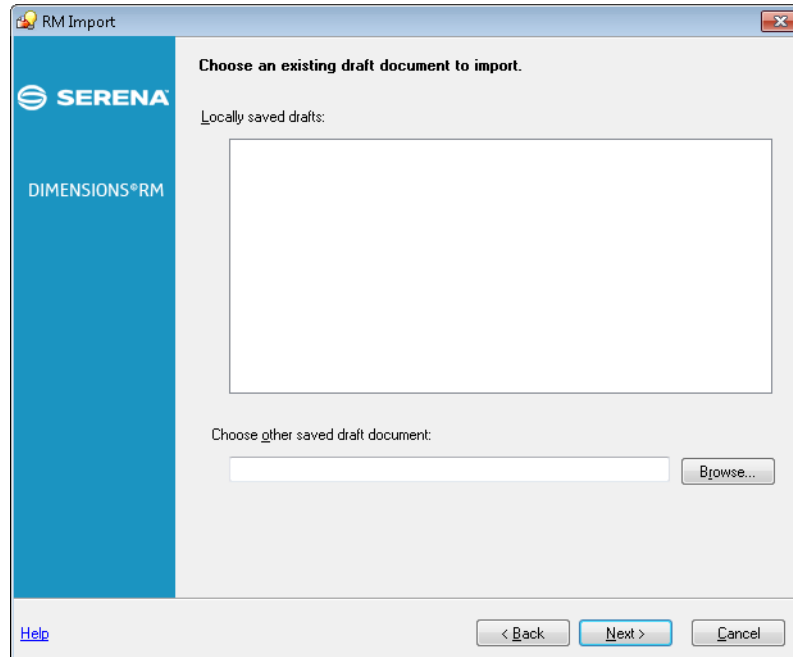 RM Import
SERENA
DIMENSIONS®RM
Choose an existing draft document to import.
Locally saved drafts:
Choose other saved draft document:
Browse...
Help
< Back
Next >
Cancel